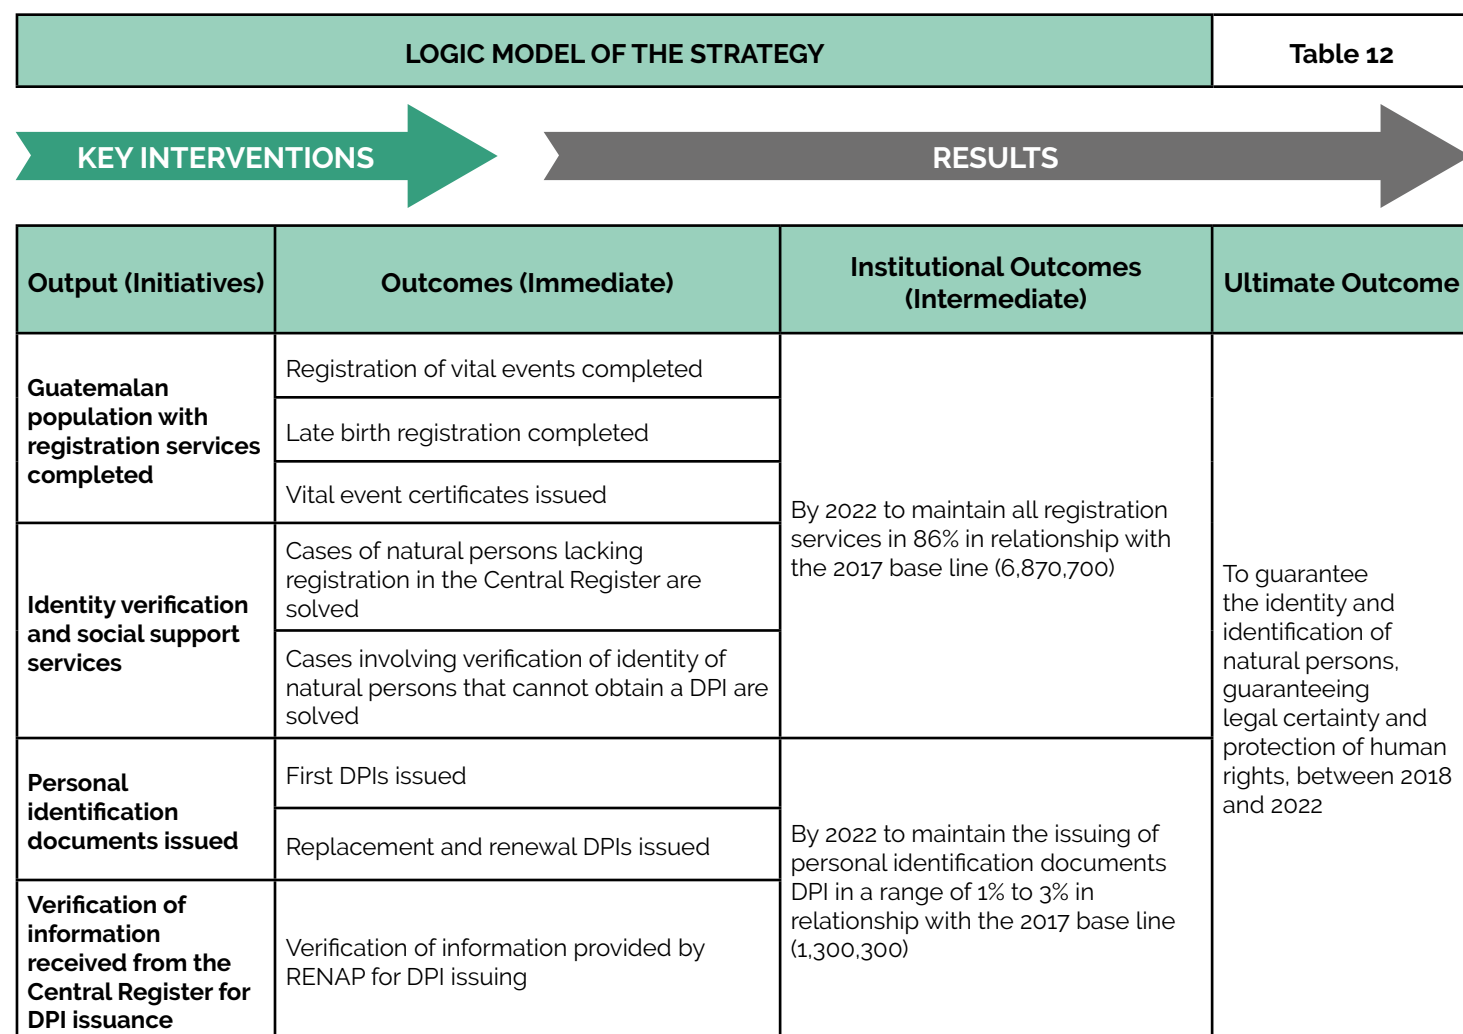 LOGIC MODEL OF THE STRATEGY
Table 12
KEY INTERVENTIONS
RESULTS
Output (Initiatives)
Outcomes (Immediate)
Institutional Outcomes
(Intermediate)
Ultimate Outcome
Guatemalan
population with
registration services
completed
Registration of vital events completed
Late birth registration completed
Vital event certificates issued
Identity verification
and social support
services
Cases of natural persons lacking
registration in the Central Register are
solved
Cases involving verification of identity of
natural persons that cannot obtain a DPI are
solved
By 2022 to maintain all registration
services in 86% in relationship with
the 2017 base line (6,870,700)
Personal
identification
documents issued
First DPIs issued
Replacement and renewal DPIs issued
Verification of
information
received from the
Central Register for
DPI issuance
Verification of information provided by
RENAP for DPI issuing
By 2022 to maintain the issuing of
personal identification documents
DPI in a range of 1% to 3% in
relationship with the 2017 base line
(1,300,300)
To guarantee
the identity and
identification of
natural persons,
guaranteeing
legal certainty and
protection of human
rights, between 2018
and 2022